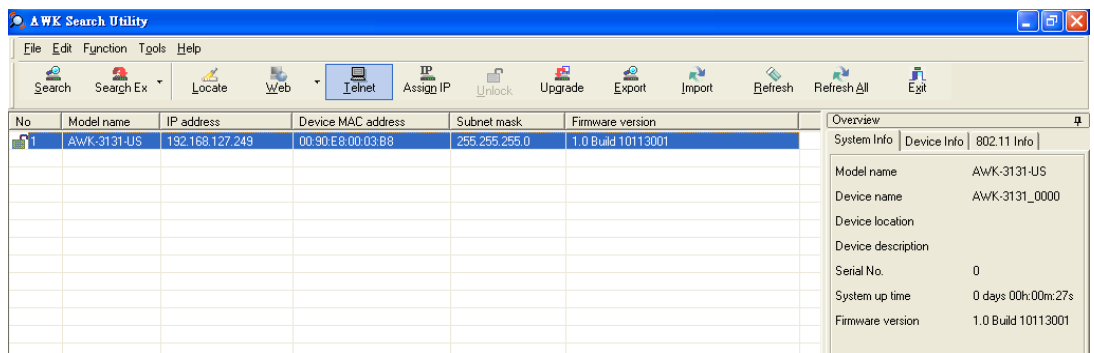 AWK Search Utility
File Edit Function Tools Help
Search Search Ex Locate Web Telnet Assign IP Unlock Upgrade Export Import Refresh Refresh All Exit
No Model name IP address Device MAC address Subnet mask Firmware version
1 AWK-3131-US 192.168.127.249 00:90:E8:00:03:B8 255.255.255.0 1.0 Build 10113001
Overview
System Info Device Info 802.11 Info
Model name AWK-3131-US
Device name AWK-3131_0000
Device location
Device description
Serial No. 0
System up time 0 days 00h:00m:27s
Firmware version 1.0 Build 10113001